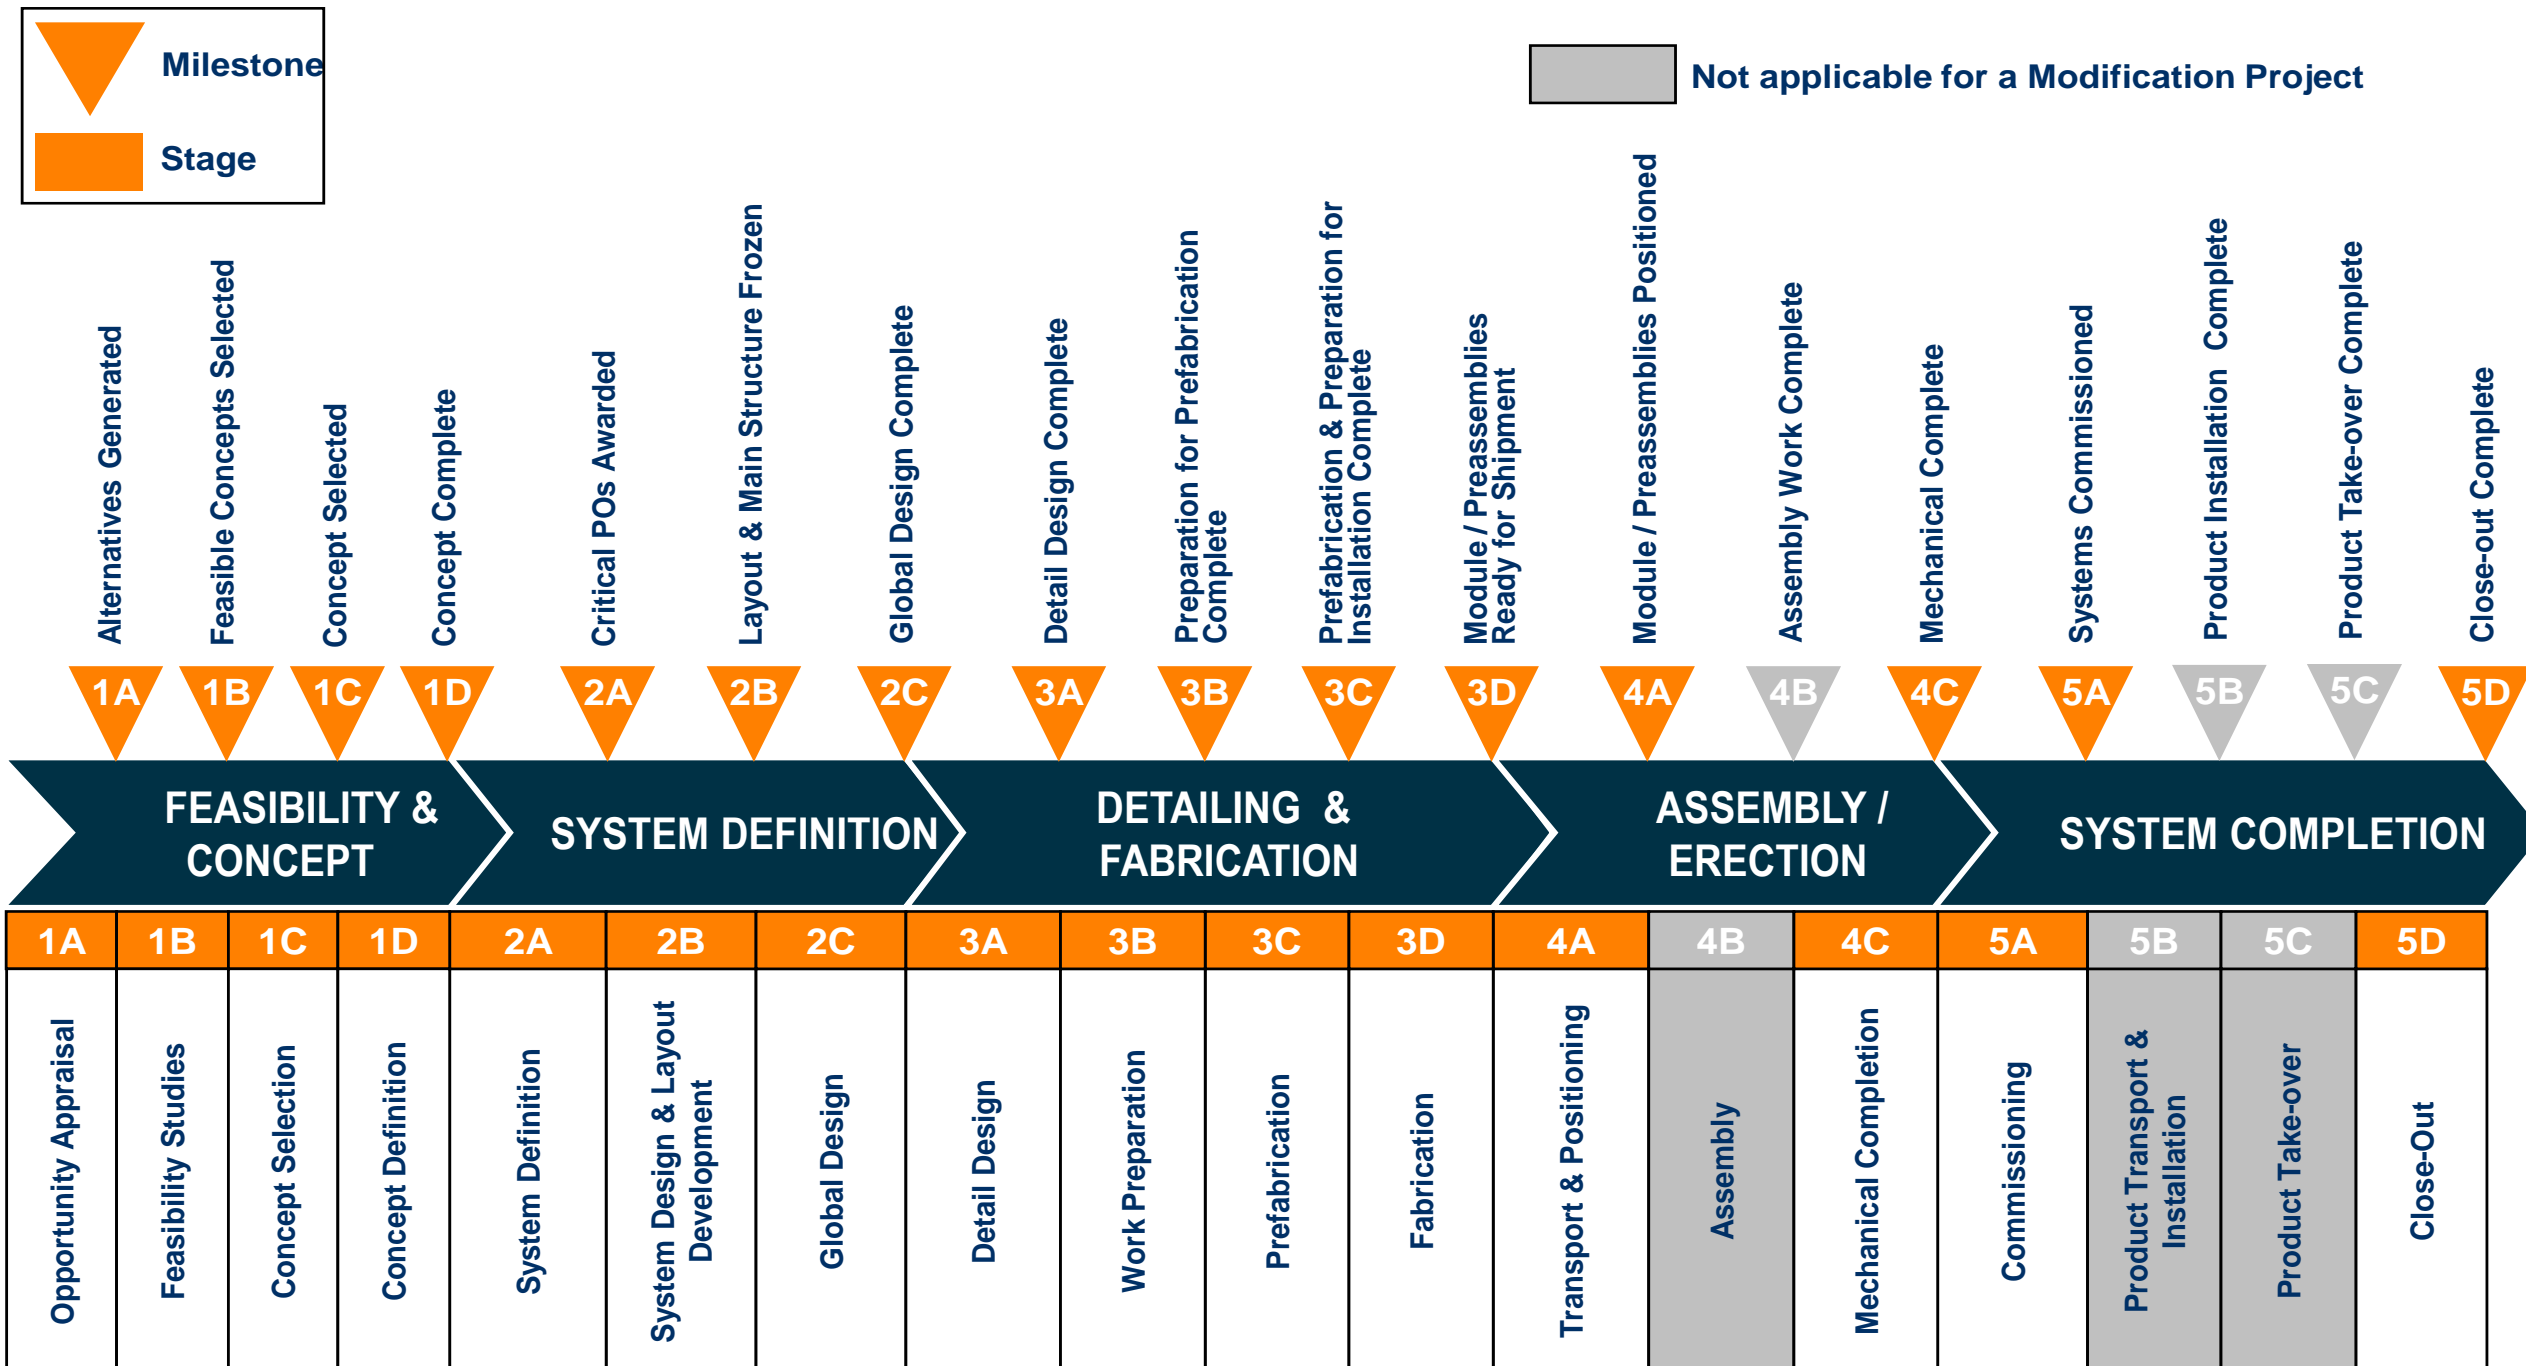 Milestone
Stage
Not applicable for a Modification Project
Alternatives Generated
Feasible Concepts Selected
Concept Selected
Concept Complete
Critical POs Awarded
Layout & Main Structure Frozen
Global Design Complete
Detail Design Complete
Preparation for Prefabrication
Complete
Prefabrication & Preparation for
Installation Complete
Module / Preassemblies
Ready for Shipment
Module / Preassemblies Positioned
Assembly Work Complete
Mechanical Complete
Systems Commissioned
Product Installation Complete
Product Take-over Complete
Close-out Complete
1A
1B
1C
1D
2A
2B
2C
3A
3B
3C
3D
4A
4B
4C
5A
5B
5C
5D
FEASIBILITY &
CONCEPT
SYSTEM DEFINITION
DETAILING &
FABRICATION
ASSEMBLY /
ERECTION
SYSTEM COMPLETION
1A
1B
1C
1D
2A
2B
2C
3A
3B
3C
3D
4A
4B
4C
5A
5B
5C
5D
Opportunity Appraisal
Feasibility Studies
Concept Selection
Concept Definition
System Definition
System Design & Layout
Development
Global Design
Detail Design
Work Preparation
Prefabrication
Fabrication
Transport & Positioning
Assembly
Mechanical Completion
Commissioning
Product Transport &
Installation
Product Take-over
Close-Out